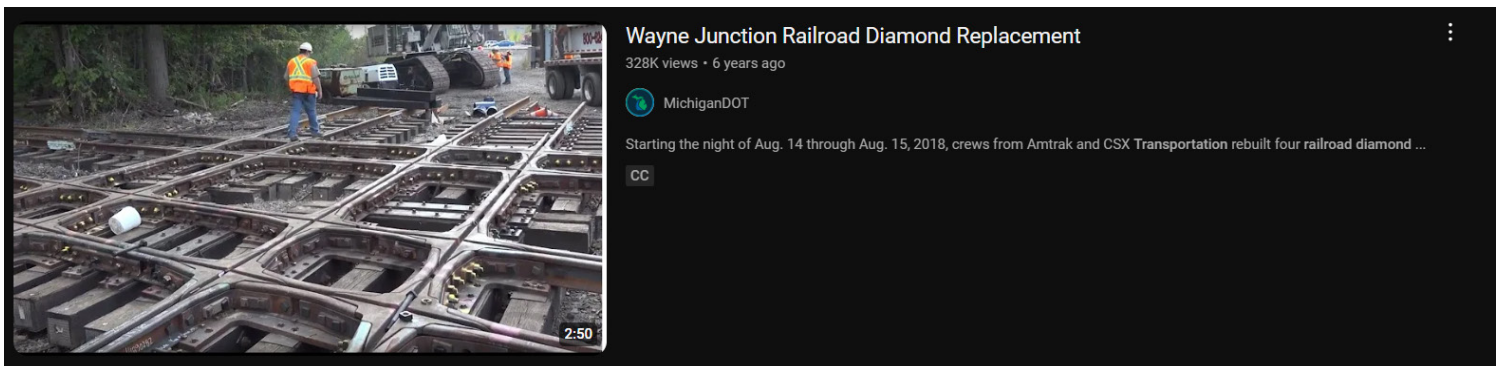 Wayne Junction Railroad Diamond Replacement
328K views • 6 years ago
MichiganDOT
Starting the night of Aug. 14 through Aug. 15, 2018, crews from Amtrak and CSX Transportation rebuilt four railroad diamond ...
CC
2:50